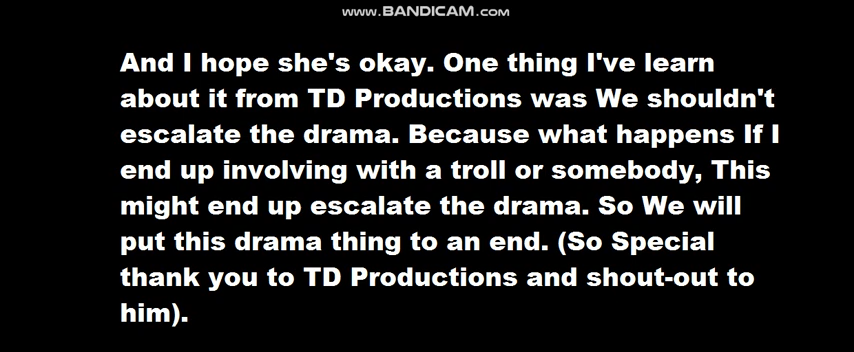 www.BANDICAM.com
And I hope she's okay. One thing I've learn
about it from TD Productions was We shouldn't
escalate the drama. Because what happens If I
end up involving with a troll or somebody, This
might end up escalate the drama. So We will
put this drama thing to an end. (So Special
thank you to TD Productions and shout-out to
him).